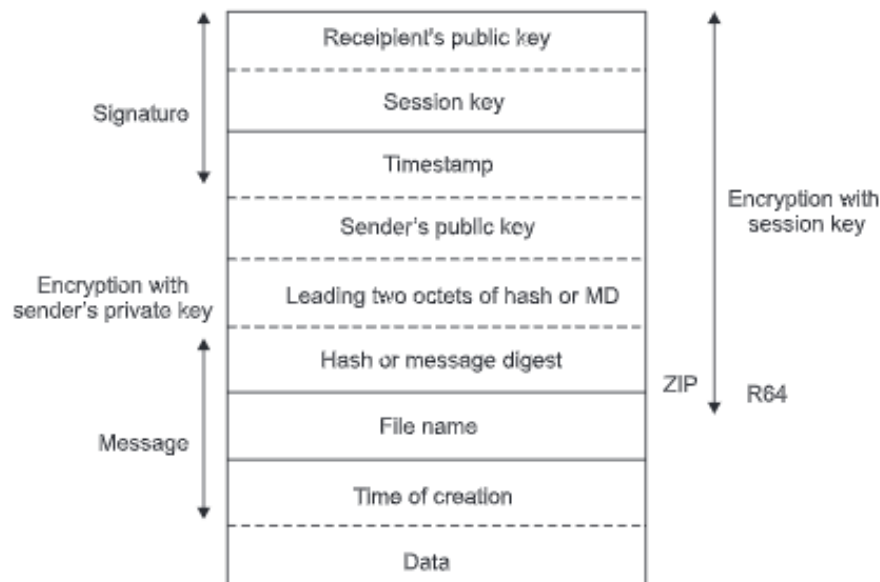 Receipient's public key
Session key
Signature
Timestamp
Encryption with
session key
Sender's public key
Encryption with
sender's private key
Leading two octets of hash or MD
Hash or message digest
ZIP
R64
File name
Message
Time of creation
Data